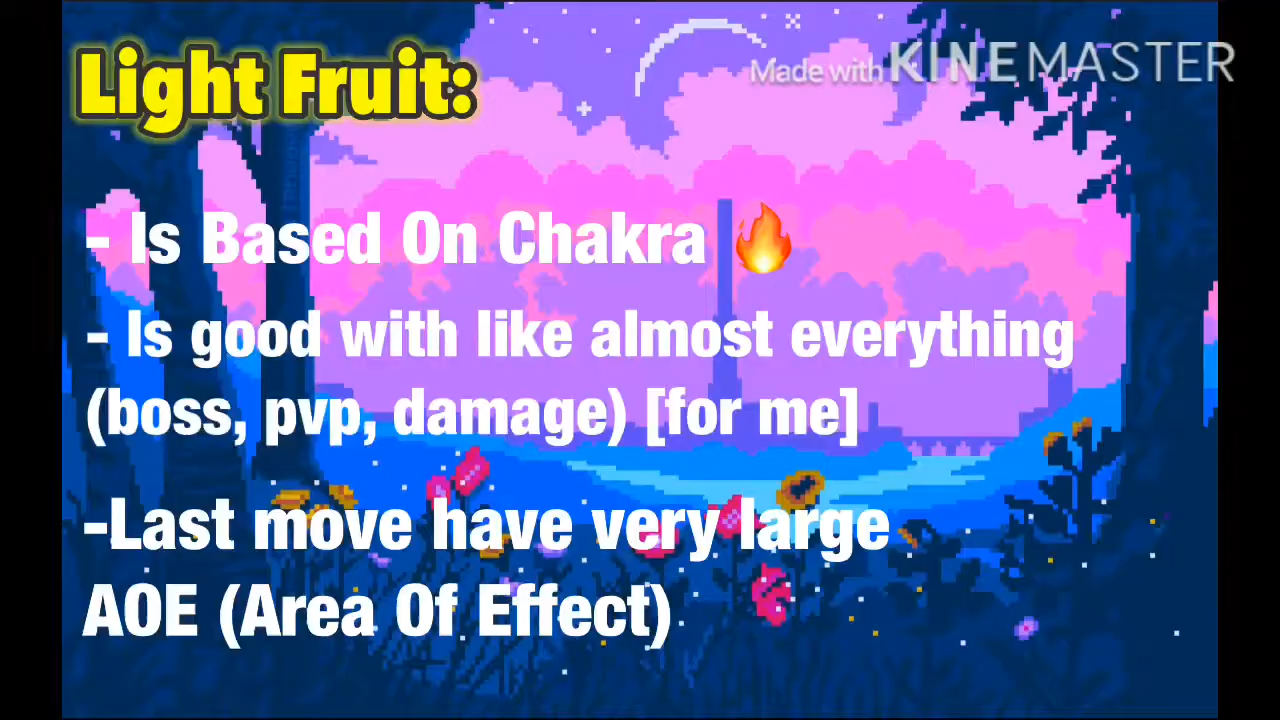 Light Fruit:
Made with KINEMASTER
- Is Based On Chakra 🔥
- Is good with like almost everything
(boss, pvp, damage) [for me]
-Last move have very large
AOE (Area Of Effect)